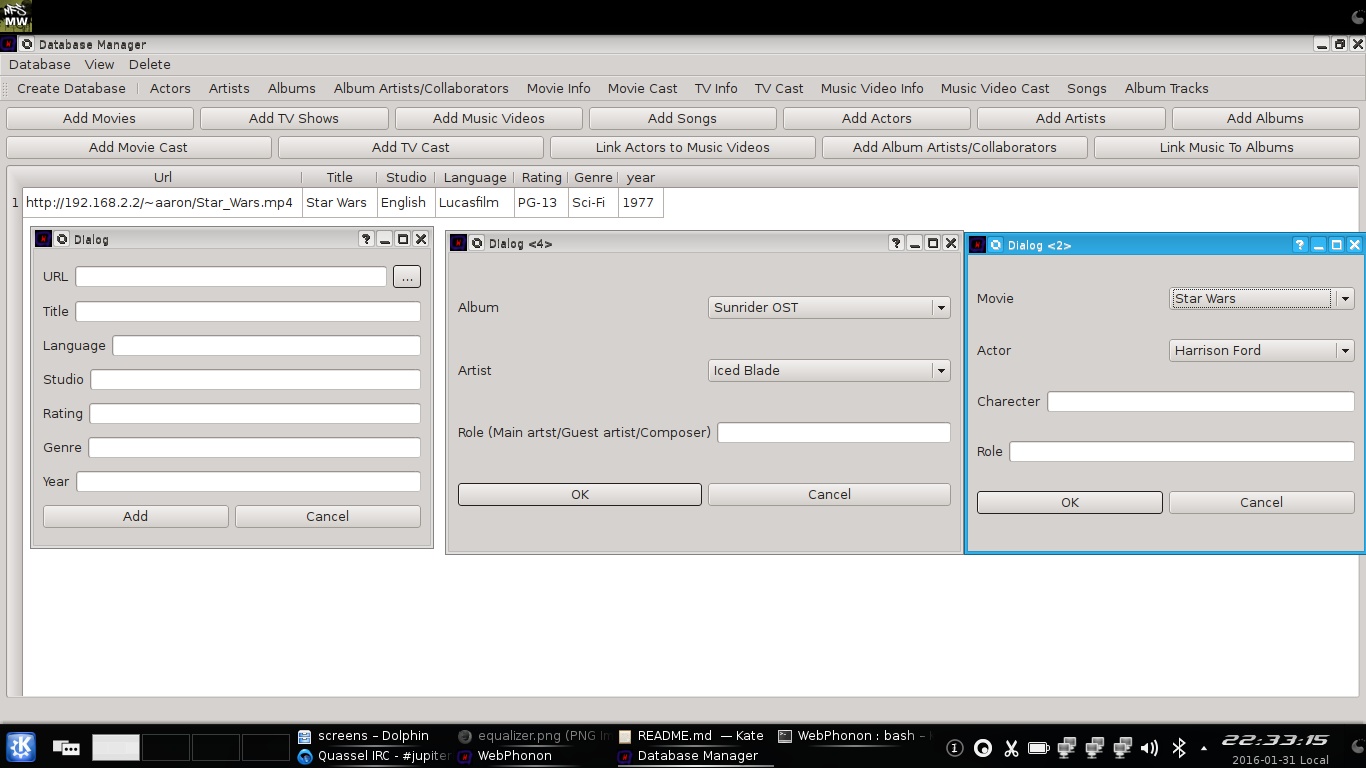 NFS
MW
Database Manager
Database View Delete
Create Database Actors Artists Albums Album Artists/Collaborators Movie Info Movie Cast TV Info TV Cast Music Video Info Music Video Cast Songs Album Tracks
Add Movies Add TV Shows Add Music Videos Add Songs Add Actors Add Artists Add Albums
Add Movie Cast Add TV Cast Link Actors to Music Videos Add Album Artists/Collaborators Link Music To Albums
Url Title Studio Language Rating Genre year
1 http://192.168.2.2/~aaron/Star_Wars.mp4 Star Wars English Lucasfilm PG-13 Sci-Fi 1977
Dialog
URL ...
Title
Language
Studio
Rating
Genre
Year
Add Cancel
Dialog <4>
Album Sunrider OST
Artist Iced Blade
Role (Main artst/Guest artist/Composer)
OK Cancel
Dialog <2>
Movie Star Wars
Actor Harrison Ford
Charecter
Role
OK Cancel
screens – Dolphin equalizer.png (PNG Im README.md — Kate WebPhonon : bash –
Quassel IRC - #jupiter WebPhonon Database Manager
22:33:15
2016-01-31 Local